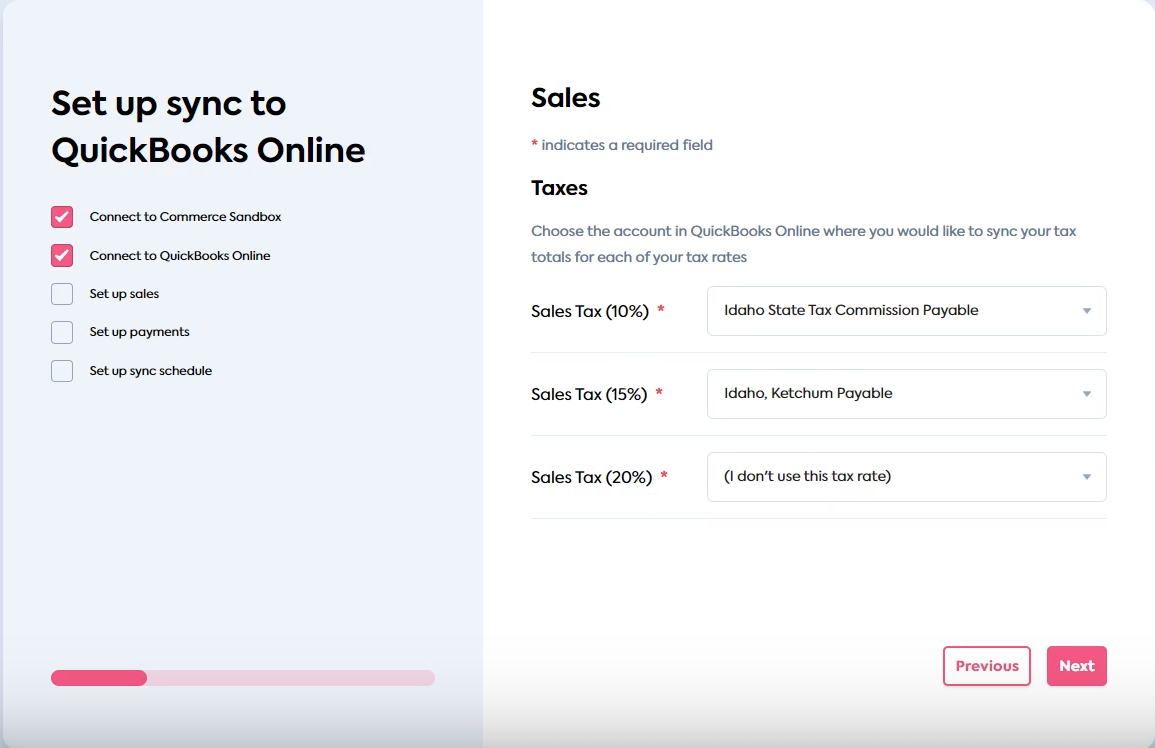 Set up sync to
QuickBooks Online
Connect to Commerce Sandbox
Connect to QuickBooks Online
Set up sales
Set up payments
Set up sync schedule
Sales
* indicates a required field
Taxes
Choose the account in QuickBooks Online where you would like to sync your tax
totals for each of your tax rates
Sales Tax (10%) * Idaho State Tax Commission Payable
Sales Tax (15%) * Idaho, Ketchum Payable
Sales Tax (20%) * (I don't use this tax rate)
Previous Next